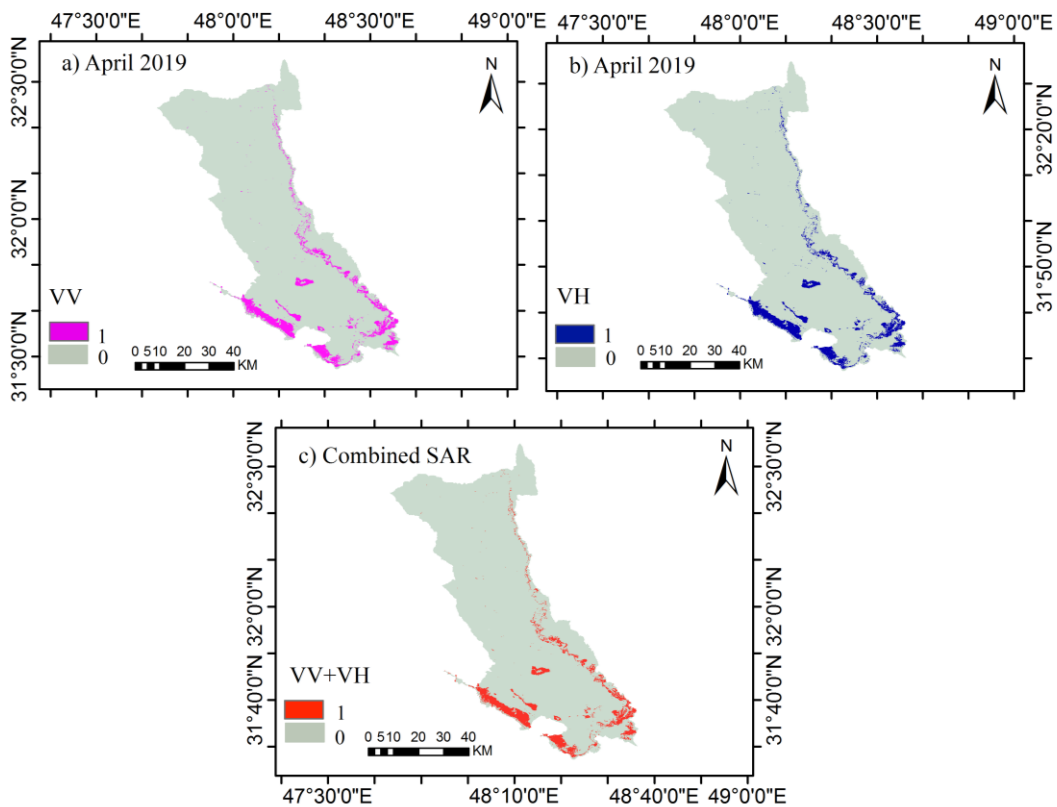 47°30'0"E 48°0'0"E 48°30'0"E 49°0'0"E
47°30'0"E 48°0'0"E 48°30'0"E 49°0'0"E
a) April 2019
N
32°30'0"N
32°0'0"N
31°30'0"N
VV
1
0
0 5 10 20 30 40
KM
b) April 2019
N
32°20'0"N
31°50'0"N
VH
1
0
0 5 10 20 30 40
KM
c) Combined SAR
N
32°30'0"N
32°0'0"N
31°40'0"N
32°30'0"N
32°0'0"N
31°40'0"N
VV+VH
1
0
0 5 10 20 30 40
KM
47°30'0"E 48°10'0"E 48°40'0"E 49°0'0"E